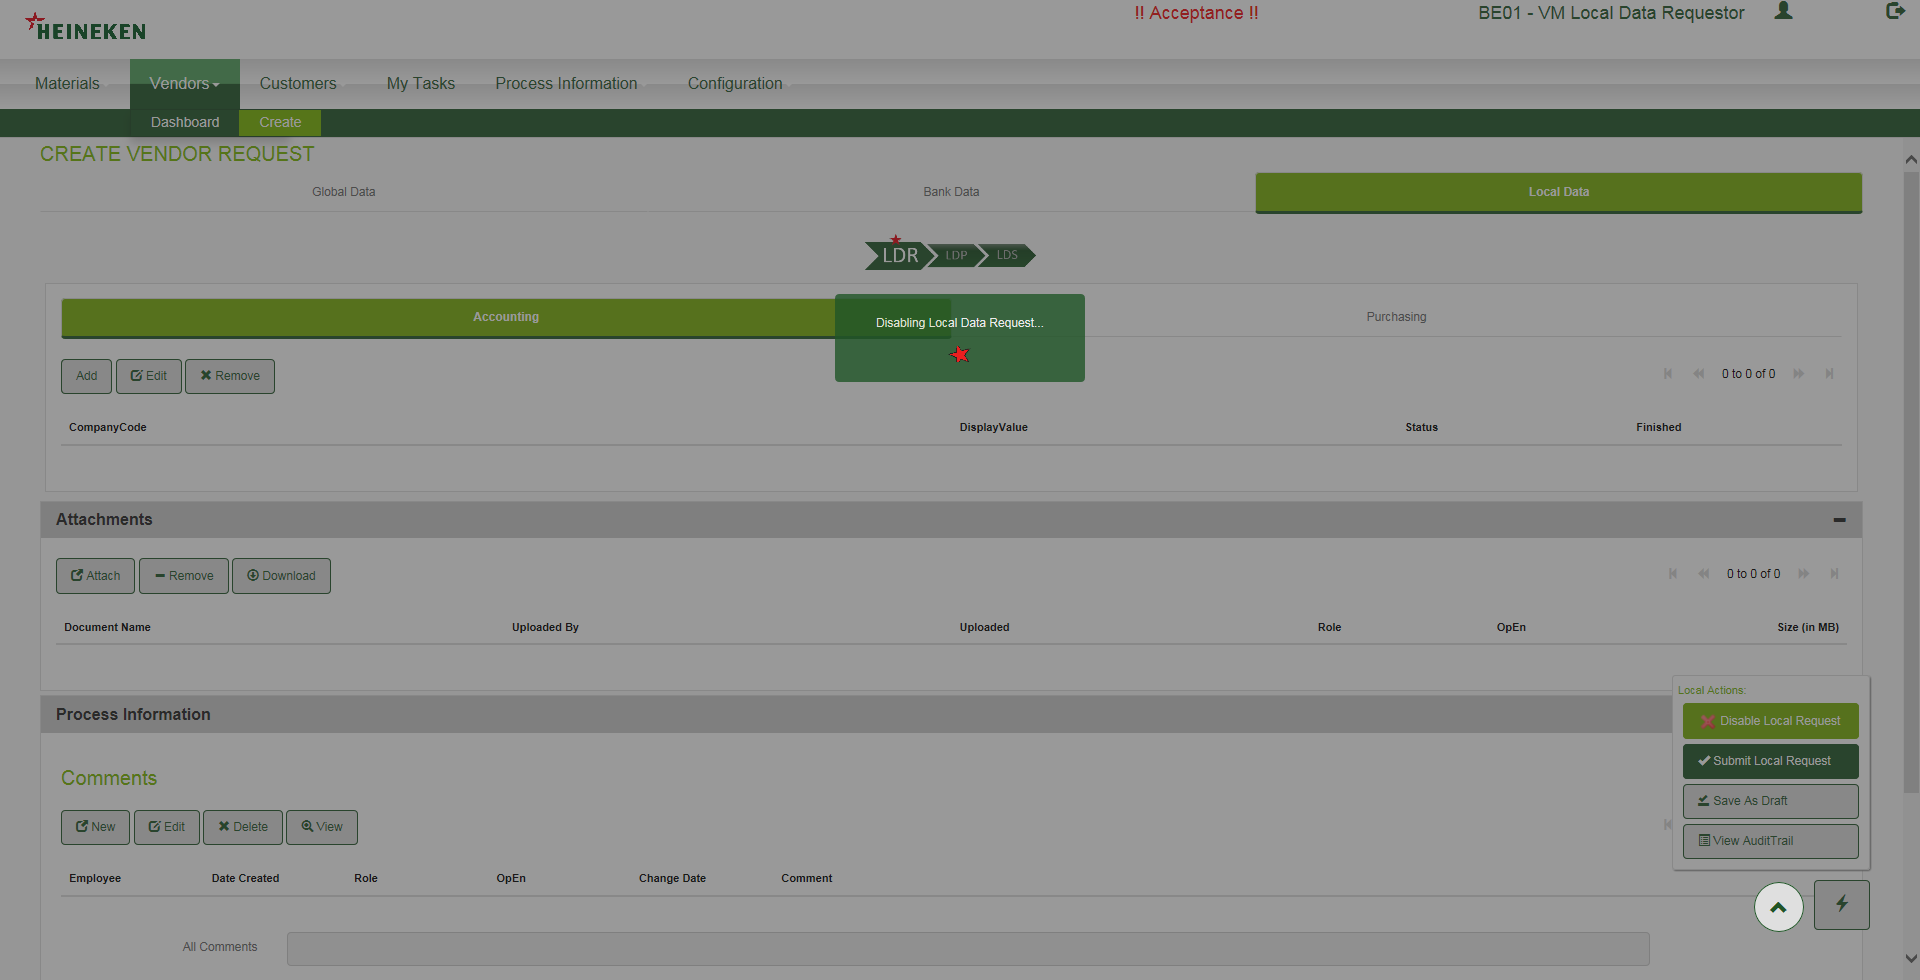 HEINEKEN
!! Acceptance !!
BE01 - VM Local Data Requestor
Materials
Vendors
Customers
My Tasks
Process Information
Configuration
Dashboard
Create
CREATE VENDOR REQUEST
Global Data
Bank Data
Local Data
LDR
LDP
LDS
Accounting
Purchasing
Disabling Local Data Request...
Add
Edit
Remove
0 to 0 of 0
CompanyCode
DisplayValue
Status
Finished
Attachments
Attach
Remove
Download
0 to 0 of 0
Document Name
Uploaded By
Uploaded
Role
OpEn
Size (in MB)
Process Information
Local Actions:
Disable Local Request
Submit Local Request
Save As Draft
View AuditTrail
Comments
New
Edit
Delete
View
Employee
Date Created
Role
OpEn
Change Date
Comment
All Comments